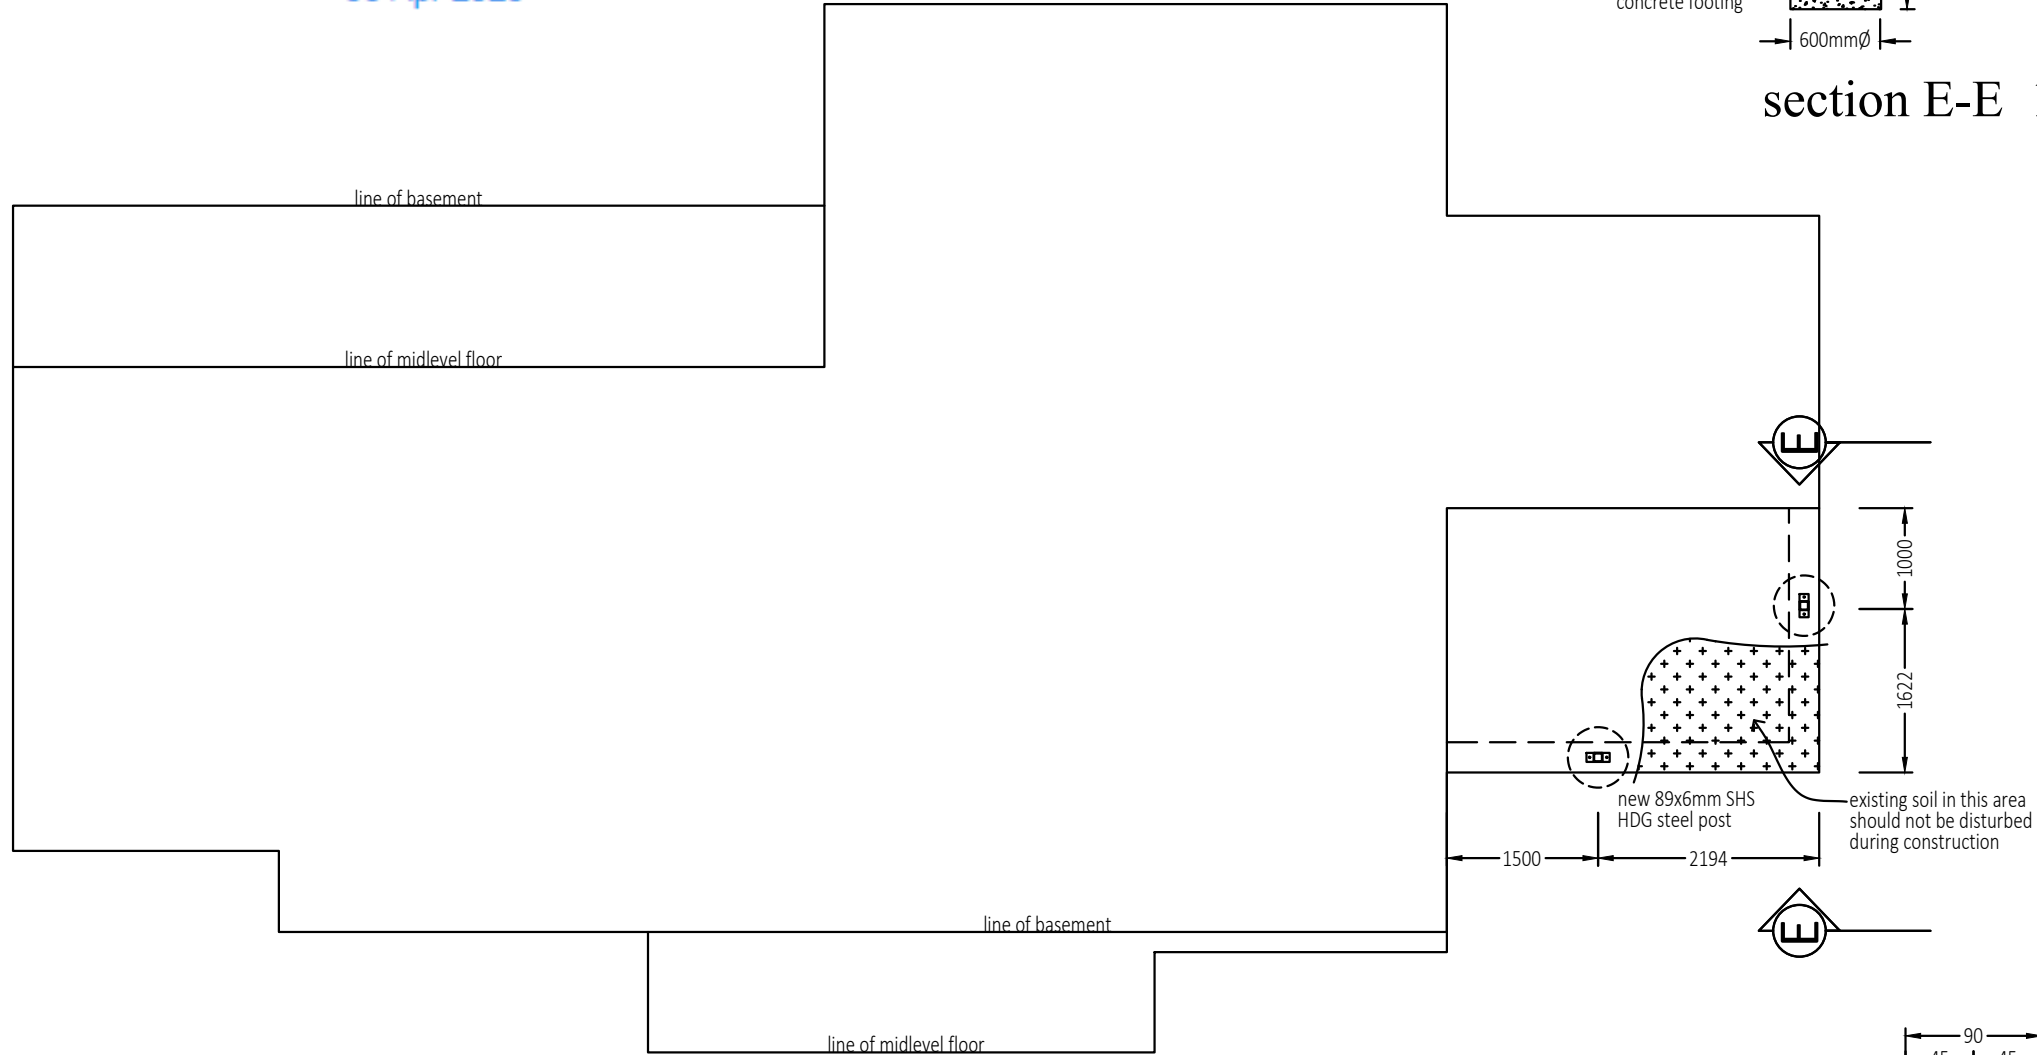 concrete footing
600mmØ
section E-E
line of basement
line of midlevel floor
E
1000
1622
new 89x6mm SHS
HDG steel post
existing soil in this area
should not be disturbed
during construction
1500
2194
line of basement
E
line of midlevel floor
90